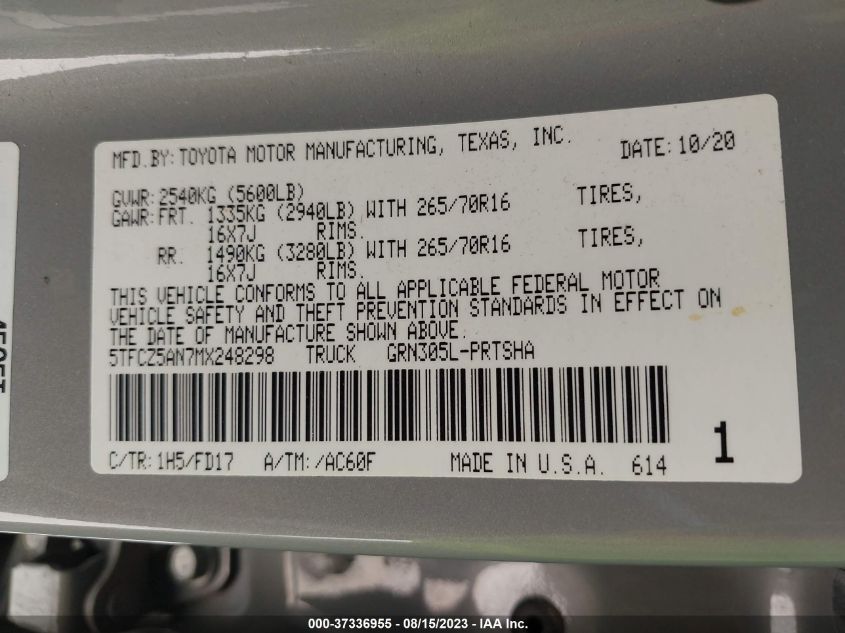 MFD.BY:TOYOTA MOTOR MANUFACTURING, TEXAS, INC. DATE:10/20
GVWR:2540KG (5600LB)
GAWR:FRT. 1335KG (2940LB) WITH 265/70R16 TIRES,
16X7J RIMS.
RR. 1490KG (3280LB) WITH 265/70R16 TIRES,
16X7J RIMS.
THIS VEHICLE CONFORMS TO ALL APPLICABLE FEDERAL MOTOR
VEHICLE SAFETY AND THEFT PREVENTION STANDARDS IN EFFECT ON
THE DATE OF MANUFACTURE SHOWN ABOVE.
5TFCZ5AN7MX248298 TRUCK GRN305L-PRTSHA
C/TR:1H5/FD17 A/TM:/AC60F MADE IN U.S.A. 614 1
000-37336955 - 08/15/2023 - IAA Inc.